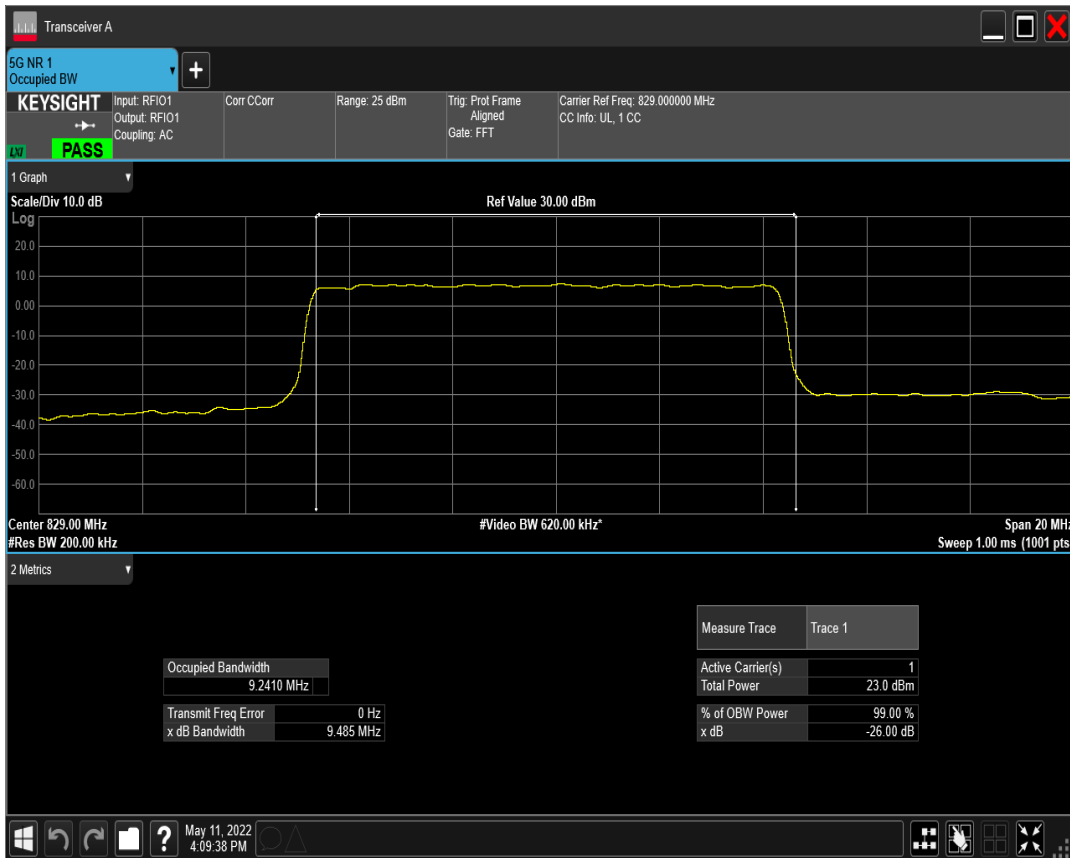 Transceiver A
5G NR 1
Occupied BW
KEYSIGHT
LXI
PASS
Input: RFIO1
Output: RFIO1
Coupling: AC
Corr CCorr
Range: 25 dBm
Trig: Prot Frame
Aligned
Gate: FFT
Carrier Ref Freq: 829.000000 MHz
CC Info: UL, 1 CC
1 Graph
Scale/Div 10.0 dB
Ref Value 30.00 dBm
Log
20.0
10.0
0.00
-10.0
-20.0
-30.0
-40.0
-50.0
-60.0
Center 829.00 MHz
#Video BW 620.00 kHz*
Span 20 MHz
#Res BW 200.00 kHz
Sweep 1.00 ms (1001 pts
2 Metrics
Measure Trace Trace 1
Occupied Bandwidth
9.2410 MHz
Active Carrier(s) 1
Total Power 23.0 dBm
Transmit Freq Error 0 Hz
x dB Bandwidth 9.485 MHz
% of OBW Power 99.00 %
x dB -26.00 dB
?
May 11, 2022
4:09:38 PM